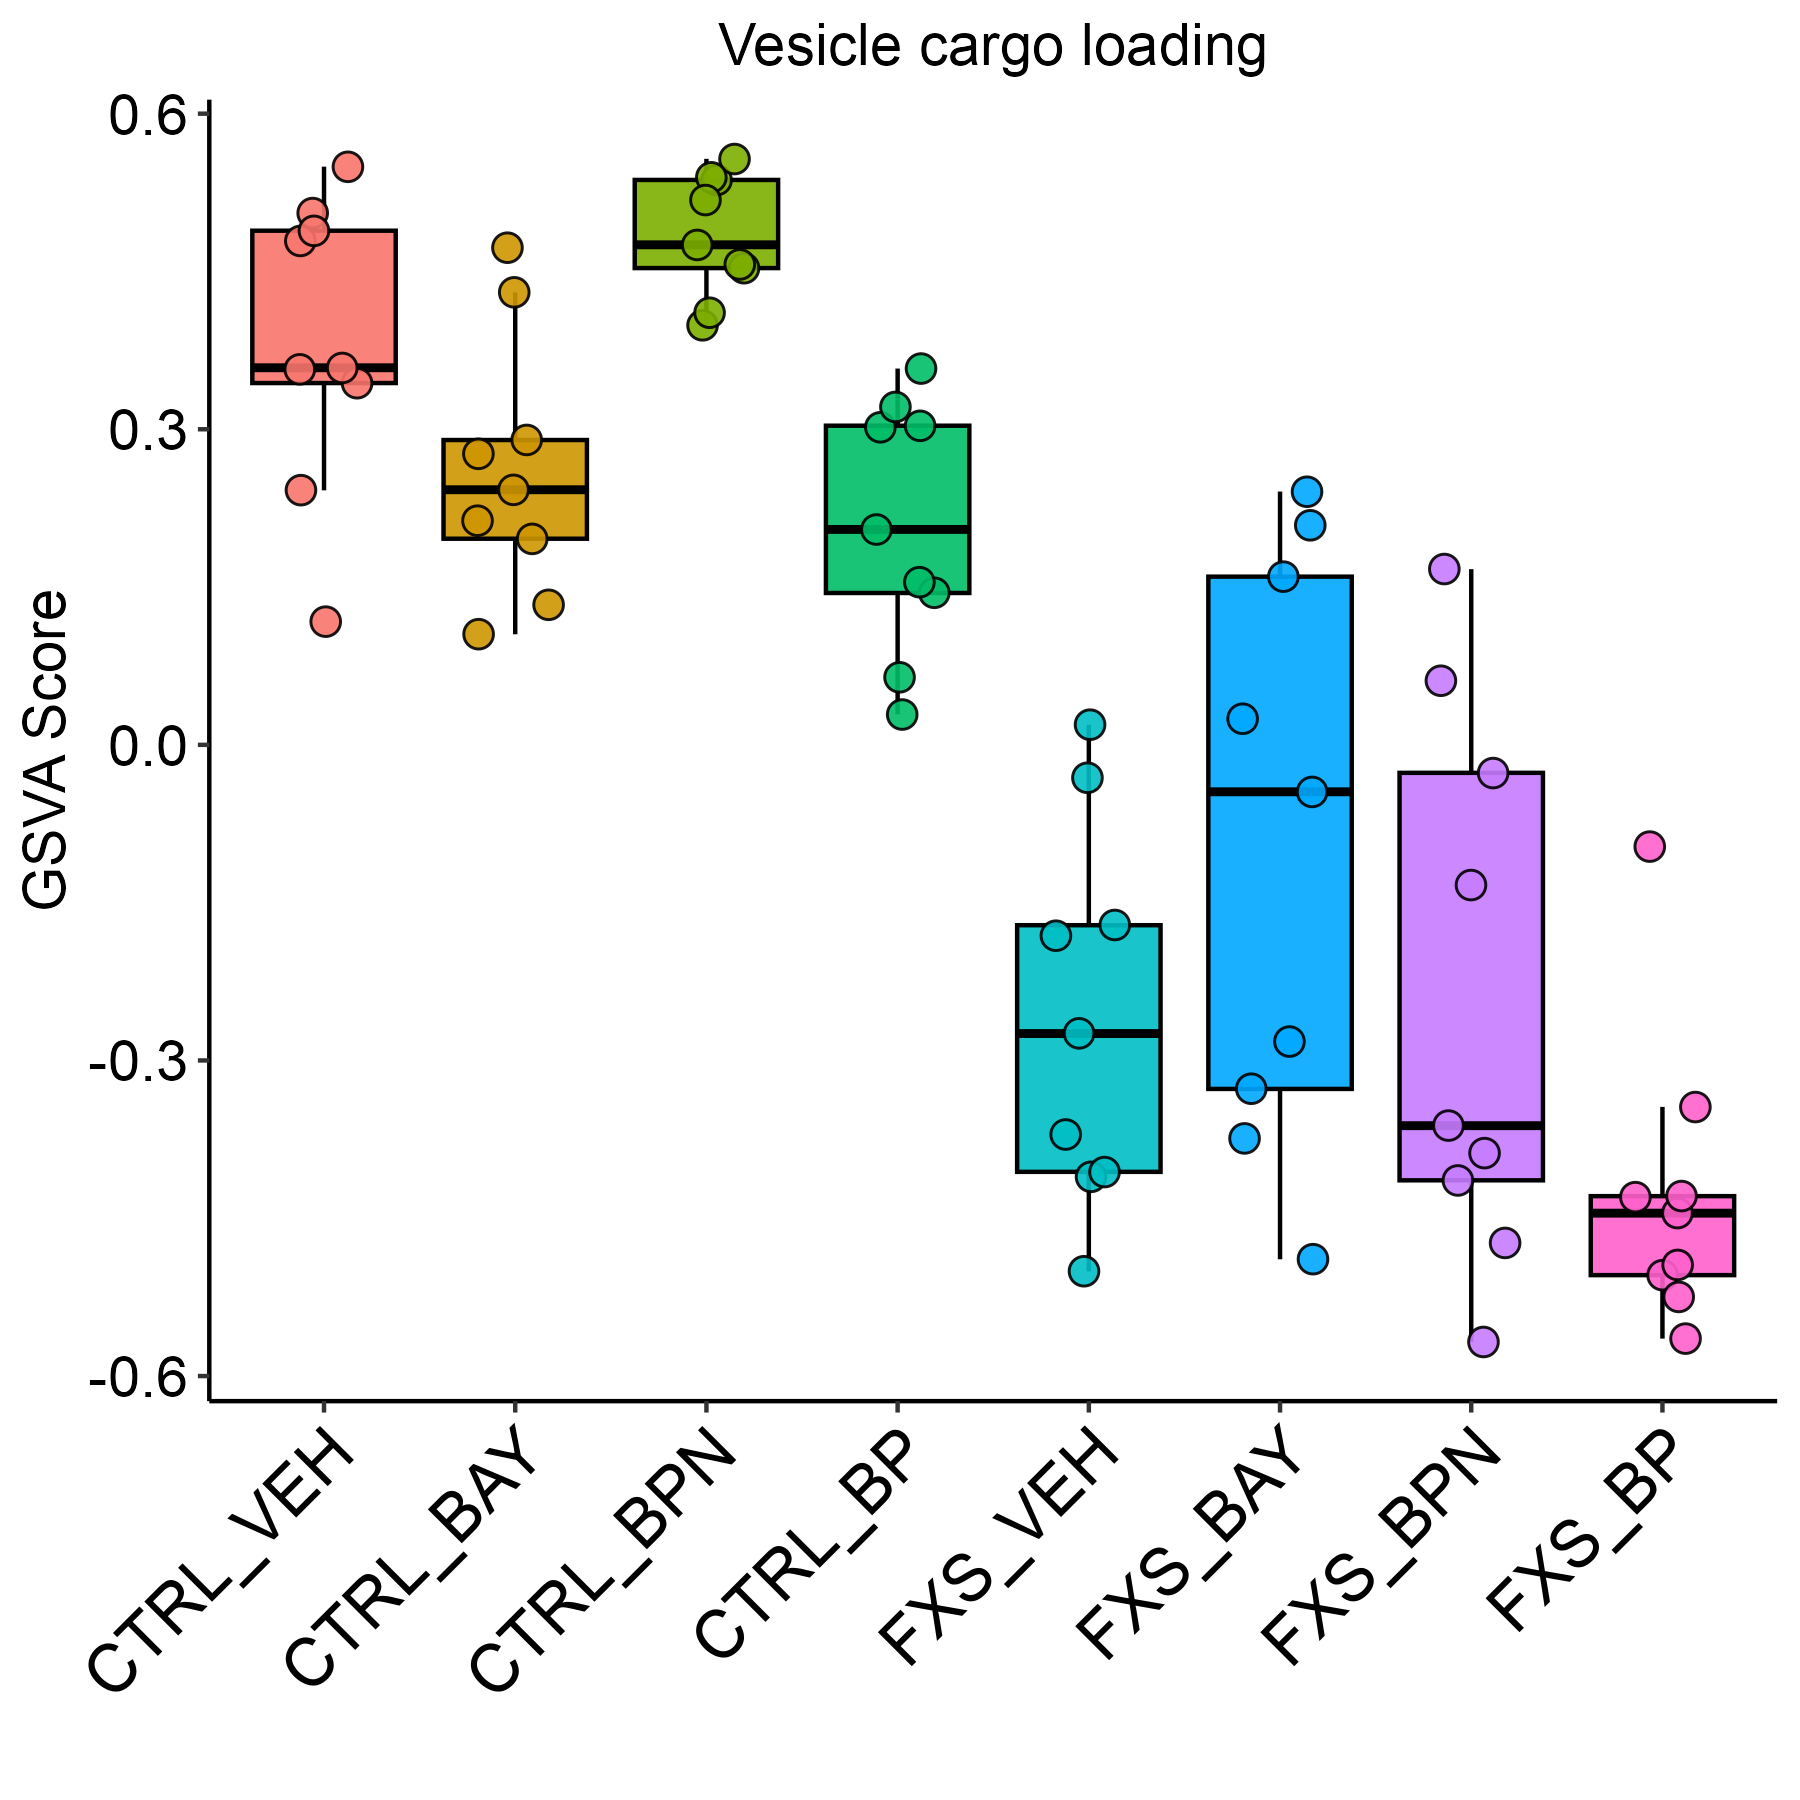 Vesicle cargo loading
GSVA Score
0.6
0.3
0.0
-0.3
-0.6
CTRL_VEH
CTRL_BAY
CTRL_BPN
CTRL_BP
FXS_VEH
FXS_BAY
FXS_BPN
FXS_BP